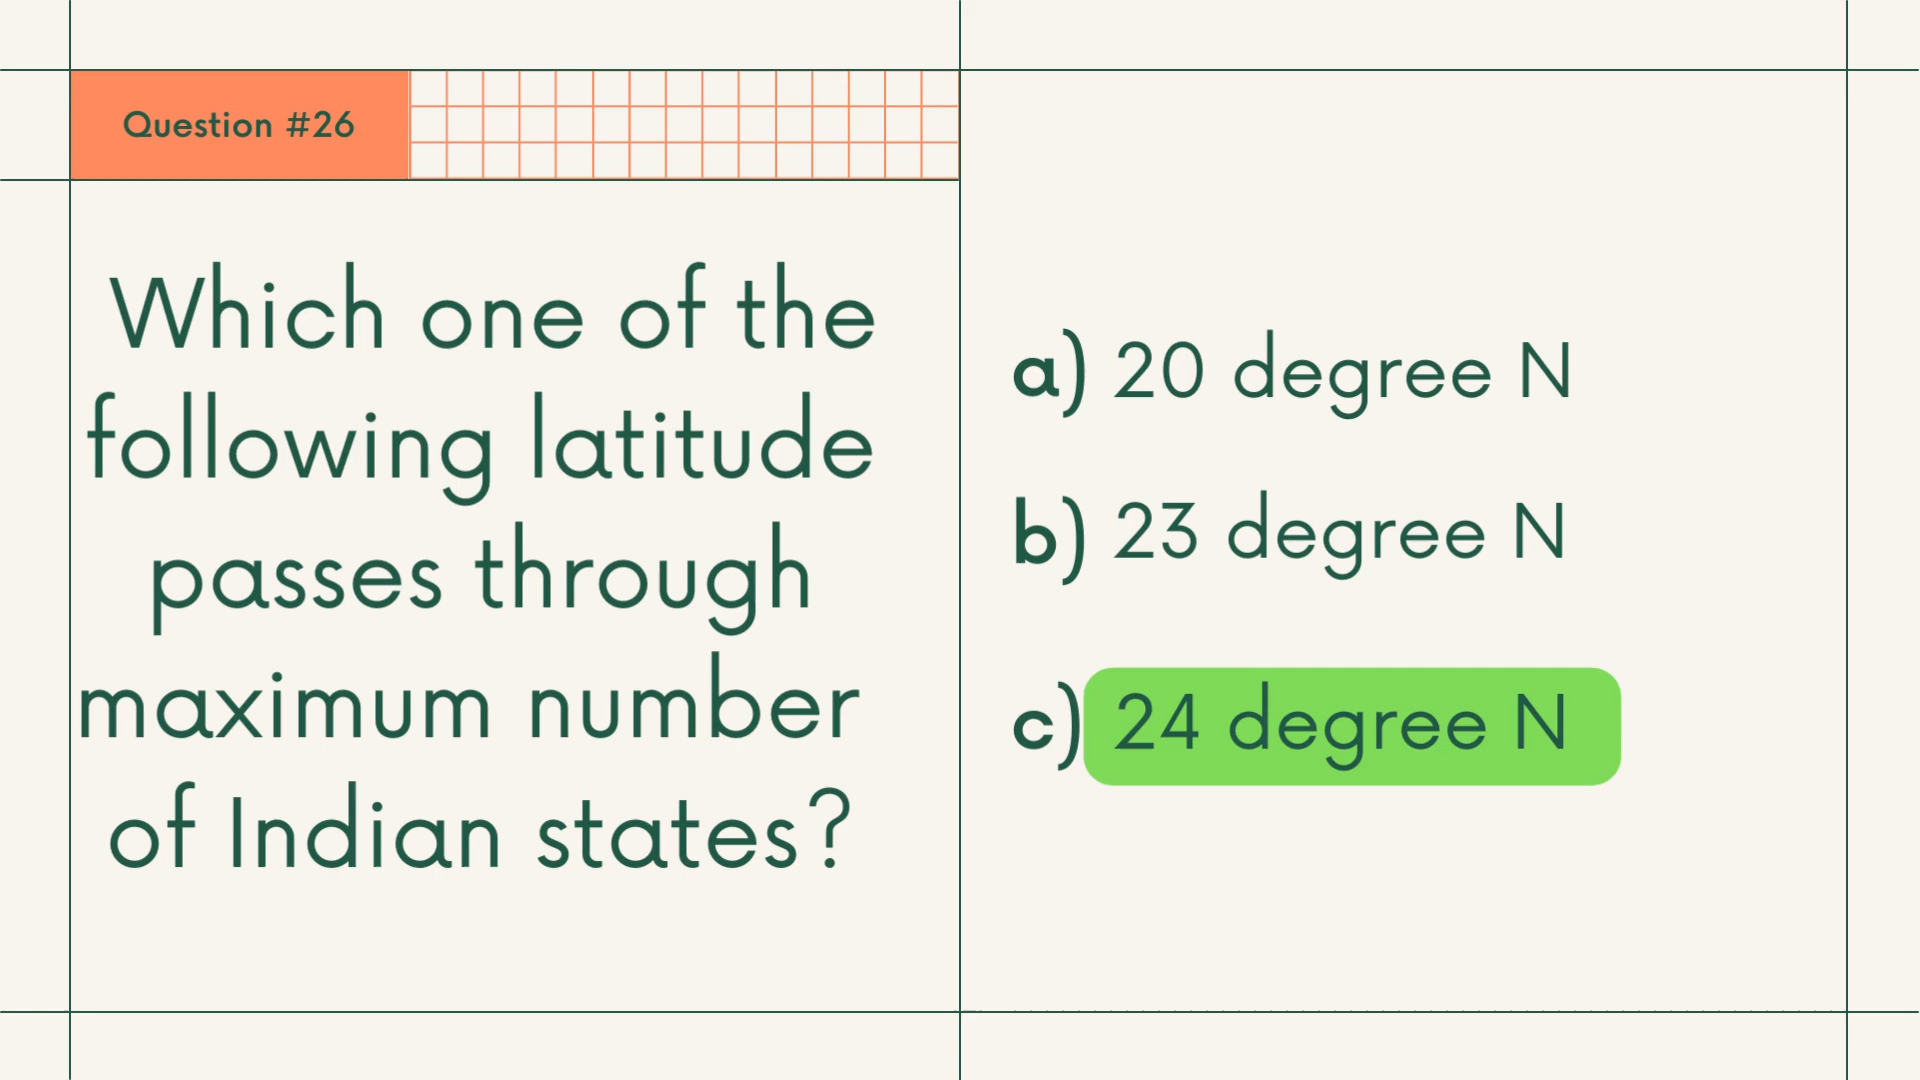 Question #26
Which one of the
following latitude
passes through
maximum number
of Indian states?
a) 20 degree N
b) 23 degree N
c) 24 degree N